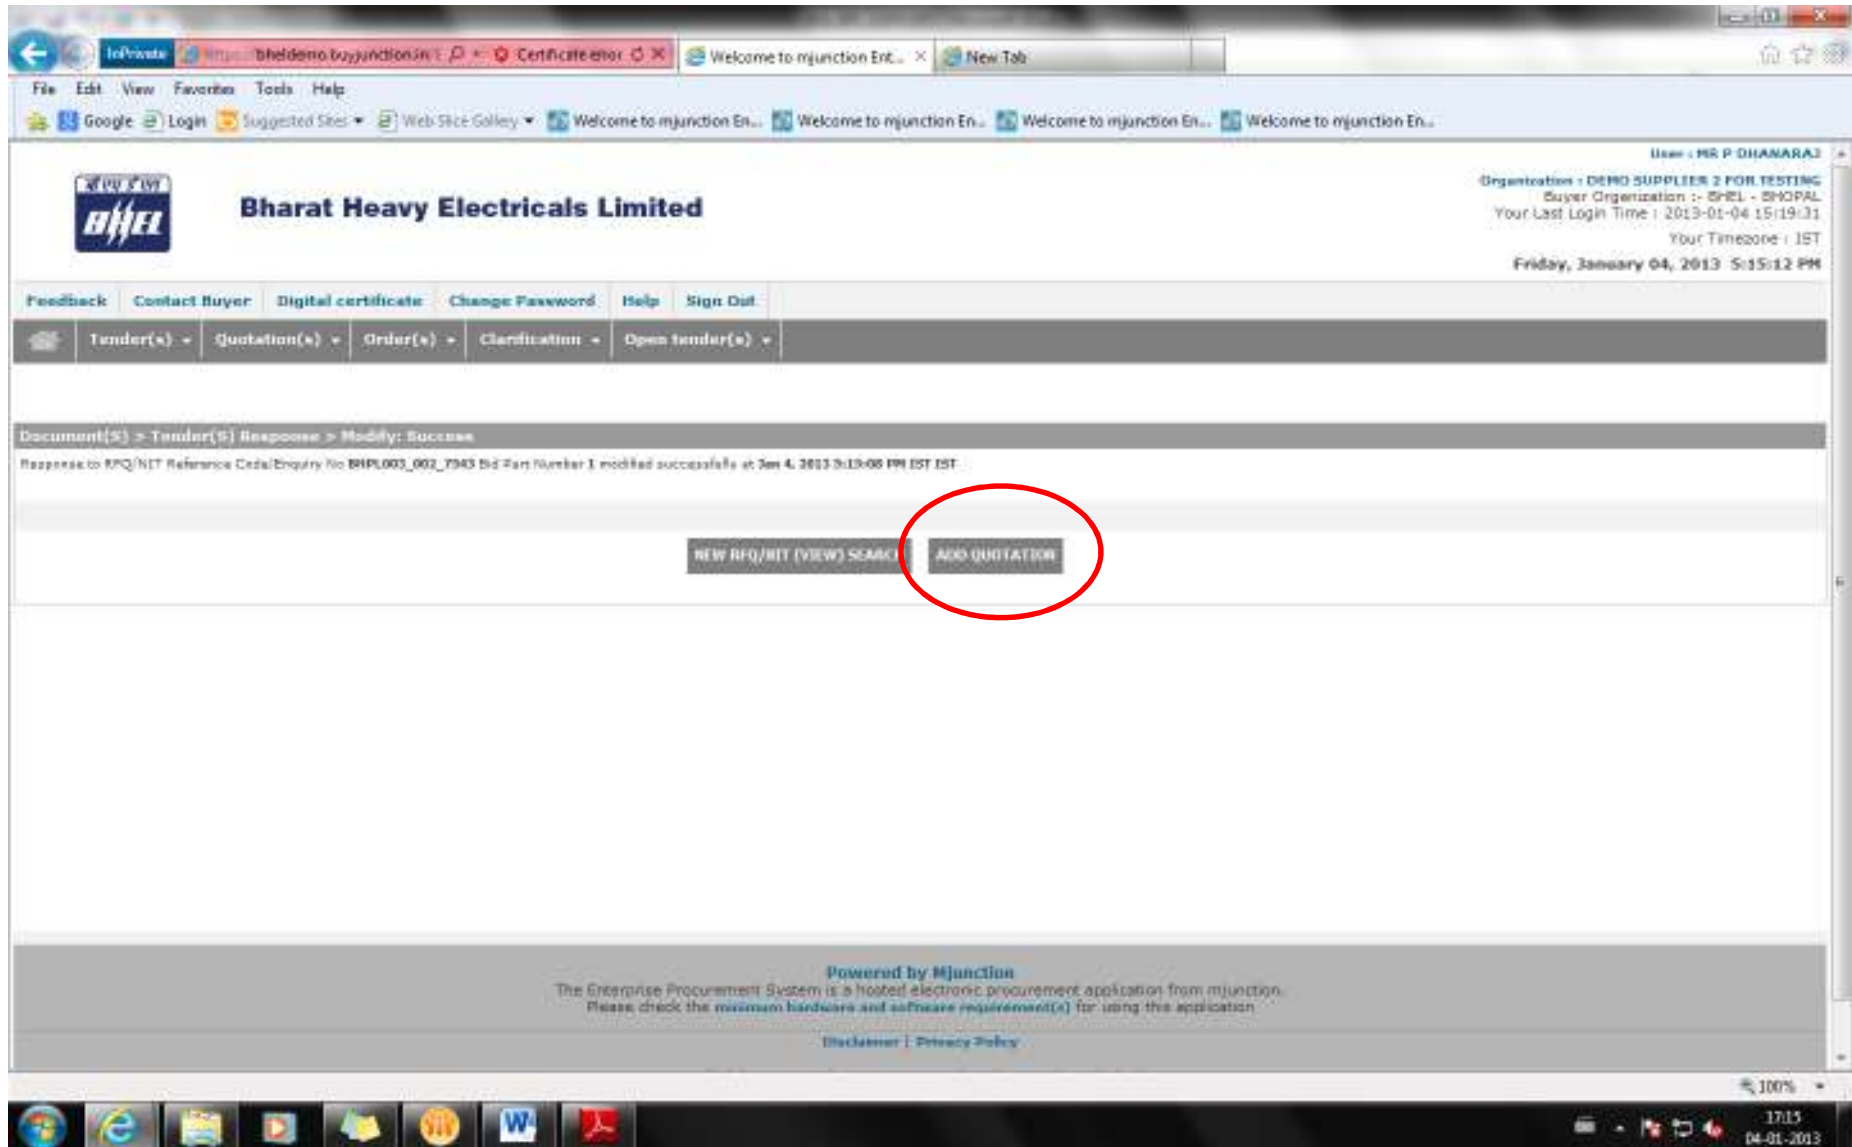 InPrivate bheldemo.buyjunction.in Certificate error Welcome to mjunction Ent... New Tab
File Edit View Favorites Tools Help
Google Login Suggested Sites Web Slice Gallery Welcome to mjunction En... Welcome to mjunction En... Welcome to mjunction En... Welcome to mjunction En...
User : MR P DHANARAJ
Organization : DEMO SUPPLIER 2 FOR TESTING
Buyer Organization :- BHEL - BHOPAL
Your Last Login Time : 2013-01-04 15:19:31
Your Timezone : IST
Friday, January 04, 2013 5:15:12 PM
बी एच ई एल
BHEL
Bharat Heavy Electricals Limited
Feedback Contact Buyer Digital certificate Change Password Help Sign Out
Tender(s) Quotation(s) Order(s) Clarification Open tender(s)
Document(S) > Tender(S) Response > Modify: Success
Response to RFQ/NIT Reference Code/Enquiry No BHPL003_002_7543 Bid Part Number 1 modified successfully at Jan 4, 2013 PM IST IST
NEW RFQ/NIT (VIEW) SEARCH ADD QUOTATION
Powered by Mjunction
The Enterprise Procurement System is a hosted electronic procurement application from mjunction.
Please check the minimum hardware and software requirement(s) for using this application
Disclaimer | Privacy Policy
100%
17:15
04-01-2013